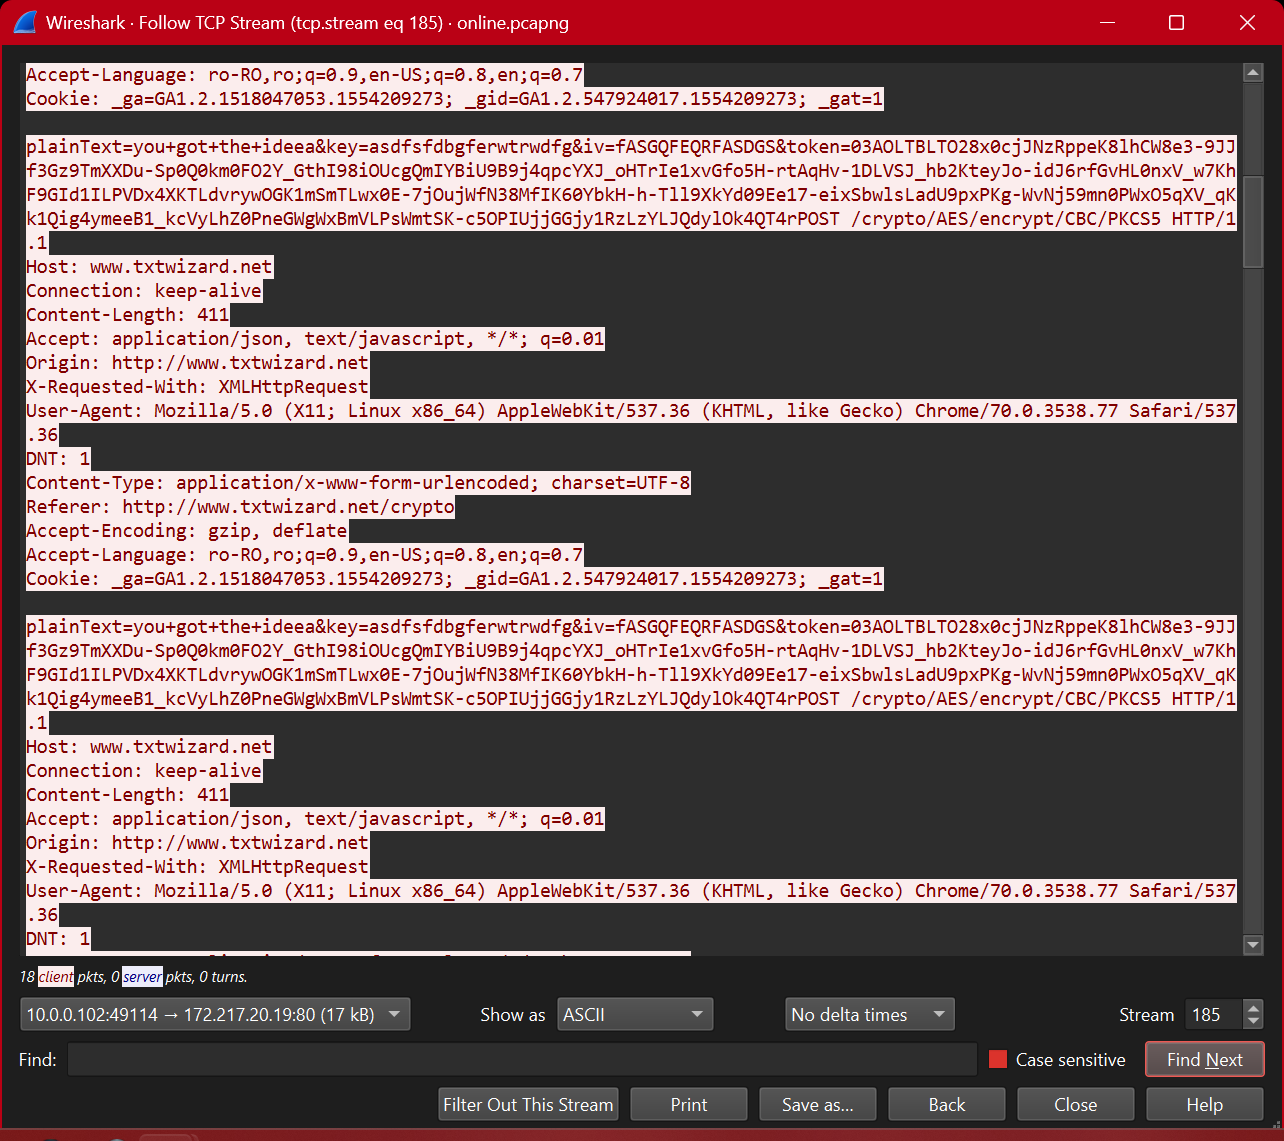 Wireshark · Follow TCP Stream (tcp.stream eq 185) · online.pcapng
Accept-Language: ro-RO,ro;q=0.9,en-US;q=0.8,en;q=0.7
Cookie: _ga=GA1.2.1518047053.1554209273; _gid=GA1.2.547924017.1554209273; _gat=1
plainText=you+got+the+ideea&key=asdfsfdbgferwtrwdfg&iv=fASGQFEQRFASDGS&token=03AOLTBLTO28x0cjJNzRppeK8lhCW8e3-9JJ
f3Gz9TmXXDu-Sp0Q0km0FO2Y_GthI98iOUcgQmIYBiU9B9j4qpcYXJ_oHTrIe1xvGfo5H-rtAqHv-1DLVSJ_hb2KteyJo-idJ6rfGvHL0nxV_w7Kh
F9GId1ILPVDx4XKTLdvrywOGK1mSmTLwx0E-7jOujWfN38MfIK60YbkH-h-Tll9XkYd09Ee17-eixSbwlsLadU9pxPKg-WvNj59mn0PWxO5qXV_qK
k1Qig4ymeeB1_kcVyLhZ0PneGWgWxBmVLPsWmtSK-c5OPIUjjGGjy1RzLzYLJQdylOk4QT4rPOST /crypto/AES/encrypt/CBC/PKCS5 HTTP/1
.1
Host: www.txtwizard.net
Connection: keep-alive
Content-Length: 411
Accept: application/json, text/javascript, */*; q=0.01
Origin: http://www.txtwizard.net
X-Requested-With: XMLHttpRequest
User-Agent: Mozilla/5.0 (X11; Linux x86_64) AppleWebKit/537.36 (KHTML, like Gecko) Chrome/70.0.3538.77 Safari/537
.36
DNT: 1
Content-Type: application/x-www-form-urlencoded; charset=UTF-8
Referer: http://www.txtwizard.net/crypto
Accept-Encoding: gzip, deflate
Accept-Language: ro-RO,ro;q=0.9,en-US;q=0.8,en;q=0.7
Cookie: _ga=GA1.2.1518047053.1554209273; _gid=GA1.2.547924017.1554209273; _gat=1
plainText=you+got+the+ideea&key=asdfsfdbgferwtrwdfg&iv=fASGQFEQRFASDGS&token=03AOLTBLTO28x0cjJNzRppeK8lhCW8e3-9JJ
f3Gz9TmXXDu-Sp0Q0km0FO2Y_GthI98iOUcgQmIYBiU9B9j4qpcYXJ_oHTrIe1xvGfo5H-rtAqHv-1DLVSJ_hb2KteyJo-idJ6rfGvHL0nxV_w7Kh
F9GId1ILPVDx4XKTLdvrywOGK1mSmTLwx0E-7jOujWfN38MfIK60YbkH-h-Tll9XkYd09Ee17-eixSbwlsLadU9pxPKg-WvNj59mn0PWxO5qXV_qK
k1Qig4ymeeB1_kcVyLhZ0PneGWgWxBmVLPsWmtSK-c5OPIUjjGGjy1RzLzYLJQdylOk4QT4rPOST /crypto/AES/encrypt/CBC/PKCS5 HTTP/1
.1
Host: www.txtwizard.net
Connection: keep-alive
Content-Length: 411
Accept: application/json, text/javascript, */*; q=0.01
Origin: http://www.txtwizard.net
X-Requested-With: XMLHttpRequest
User-Agent: Mozilla/5.0 (X11; Linux x86_64) AppleWebKit/537.36 (KHTML, like Gecko) Chrome/70.0.3538.77 Safari/537
.36
DNT: 1
18 client pkts, 0 server pkts, 0 turns.
10.0.0.102:49114 → 172.217.20.19:80 (17 kB) Show as ASCII No delta times Stream 185
Find: Case sensitive Find Next
Filter Out This Stream Print Save as... Back Close Help